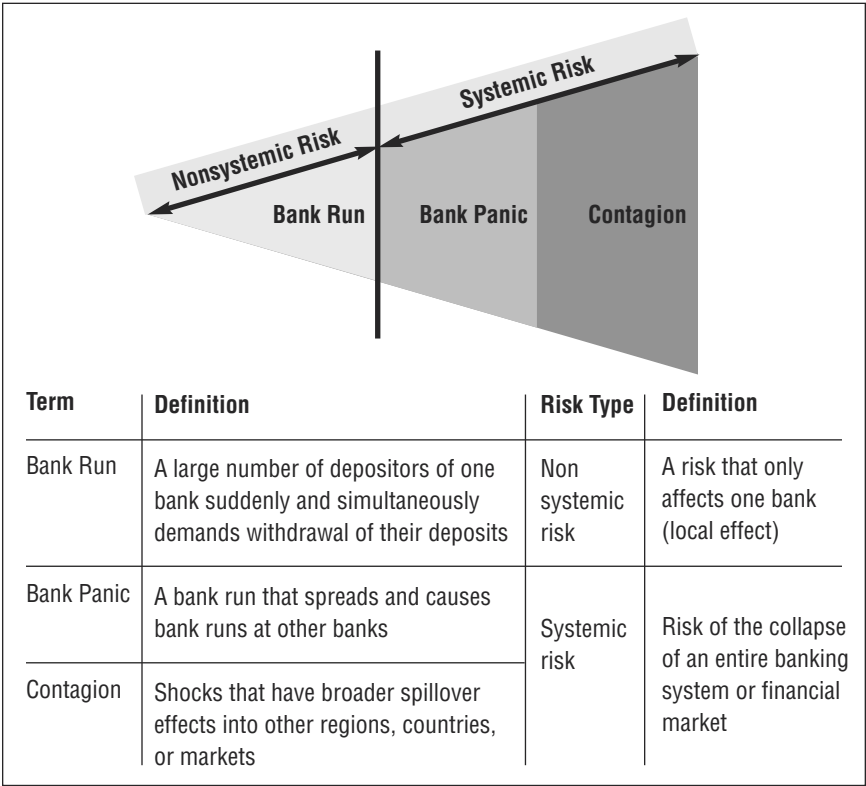 Systemic Risk
Nonsystemic Risk
Bank Run
Bank Panic
Contagion
Term
Definition
Risk Type
Definition
Bank Run
A large number of depositors of one
bank suddenly and simultaneously
demands withdrawal of their deposits
Non
systemic
risk
A risk that only
affects one bank
(local effect)
Bank Panic
A bank run that spreads and causes
bank runs at other banks
Systemic
risk
Risk of the collapse
of an entire banking
system or financial
market
Contagion
Shocks that have broader spillover
effects into other regions, countries,
or markets